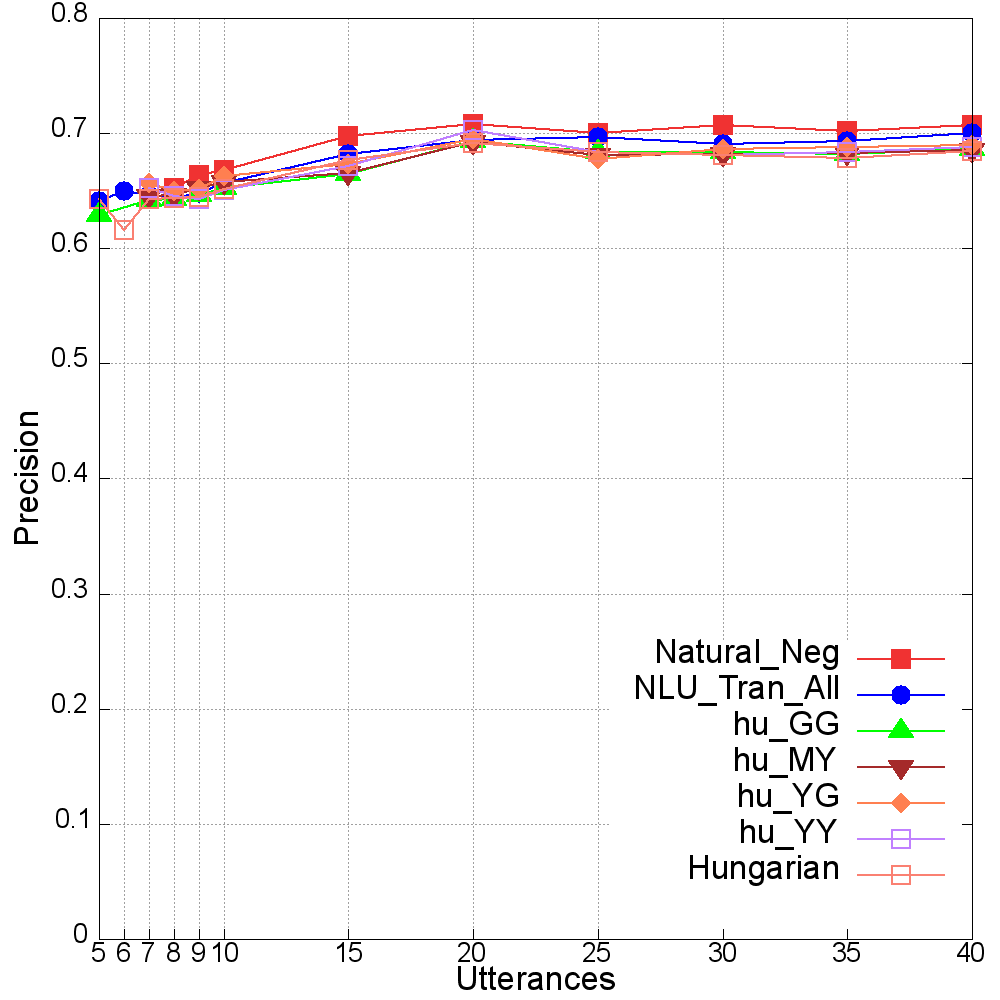 0.8
0.7
0.6
0.5
0.4
0.3
0.2
0.1
0
Precision
5 6 7 8 9 10 15 20 25 30 35 40
Utterances
Natural_Neg
NLU_Tran_All
hu_GG
hu_MY
hu_YG
hu_YY
Hungarian